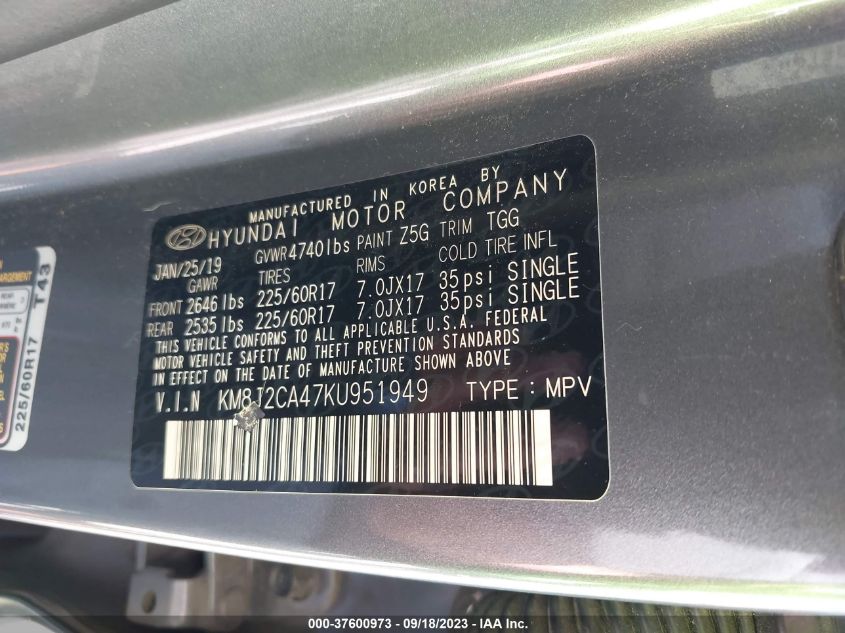 MANUFACTURED IN KOREA BY
HYUNDAI MOTOR COMPANY
JAN/25/19 GVWR 4740lbs PAINT Z5G TRIM TGG
GAWR TIRES RIMS COLD TIRE INFL
FRONT 2646 lbs 225/60R17 7.0JX17 35psi SINGLE
REAR 2535 lbs 225/60R17 7.0JX17 35psi SINGLE
THIS VEHICLE CONFORMS TO ALL APPLICABLE U.S.A. FEDERAL
MOTOR VEHICLE SAFETY AND THEFT PREVENTION STANDARDS
IN EFFECT ON THE DATE OF MANUFACTURE SHOWN ABOVE
V.I.N KM8J2CA47KU951949 TYPE : MPV
T43
225/60R17
000-37600973 - 09/18/2023 - IAA Inc.